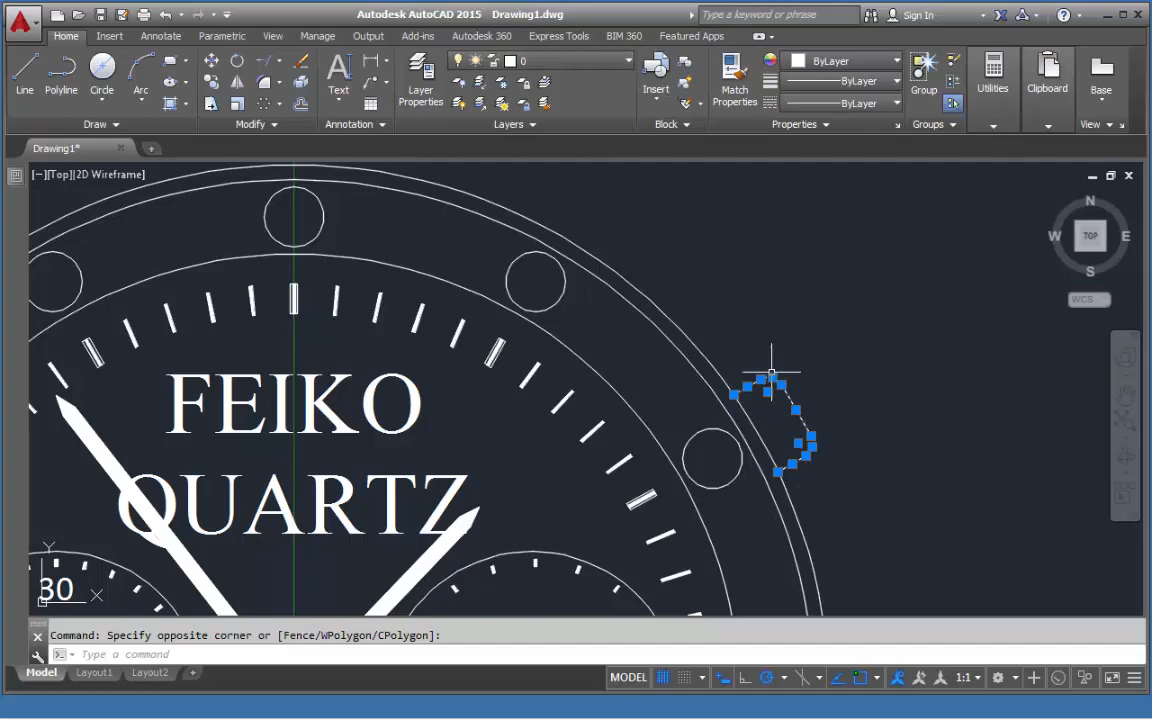 Autodesk AutoCAD 2015 Drawing1.dwg
Type a keyword or phrase
Sign In
Home Insert Annotate Parametric View Manage Output Add-ins Autodesk 360 Express Tools BIM 360 Featured Apps
0
ByLayer
ByLayer
ByLayer
Line Polyline Circle Arc
Text
Layer Properties
Insert
Match Properties
Group
Utilities
Clipboard
Base
Draw Modify Annotation Layers Block Properties Groups View
Drawing1*
[−][Top][2D Wireframe]
N
W TOP E
S
WCS
FEIKO
QUARTZ
Y
30
X
Command: Specify opposite corner or [Fence/WPolygon/CPolygon]:
Type a command
Model Layout1 Layout2
MODEL
1:1